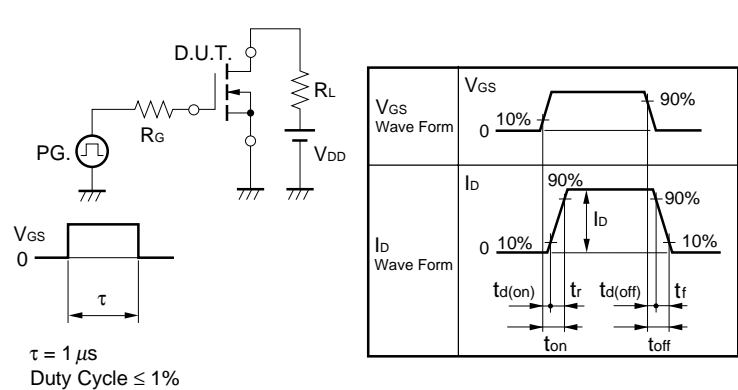 D.U.T.
RL
RG
PG.
VDD
VGS
0
τ
τ = 1 µs
Duty Cycle ≤ 1%
VGS
Wave Form
VGS
10%
0
90%
ID
Wave Form
ID
90%
90%
ID
0
10%
10%
td(on)
tr
td(off)
tf
ton
toff